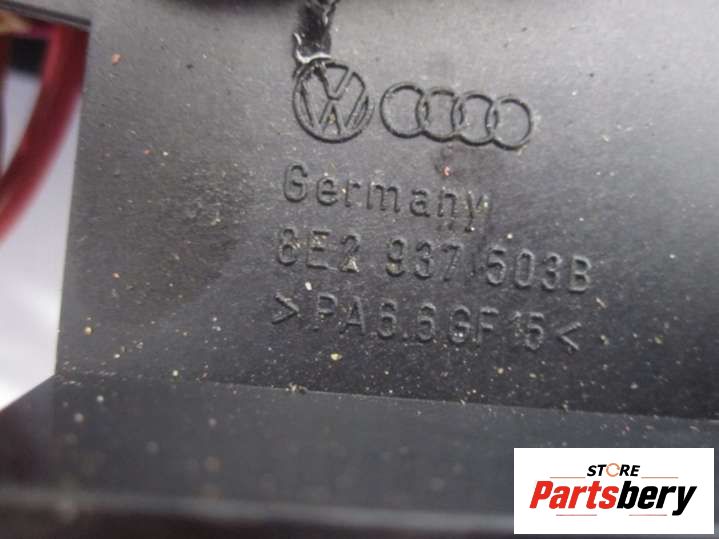 Germany
8E2 937 503B
>PA6.6GF15<
STORE
Partsbery